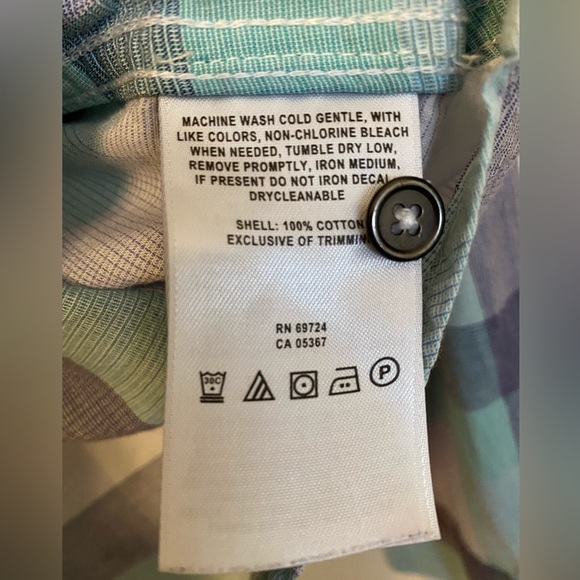 MACHINE WASH COLD GENTLE, WITH
LIKE COLORS, NON-CHLORINE BLEACH
WHEN NEEDED, TUMBLE DRY LOW,
REMOVE PROMPTLY, IRON MEDIUM,
IF PRESENT DO NOT IRON DECAL
DRYCLEANABLE
SHELL: 100% COTTON
EXCLUSIVE OF
RN 69724
CA 05367
30C
P